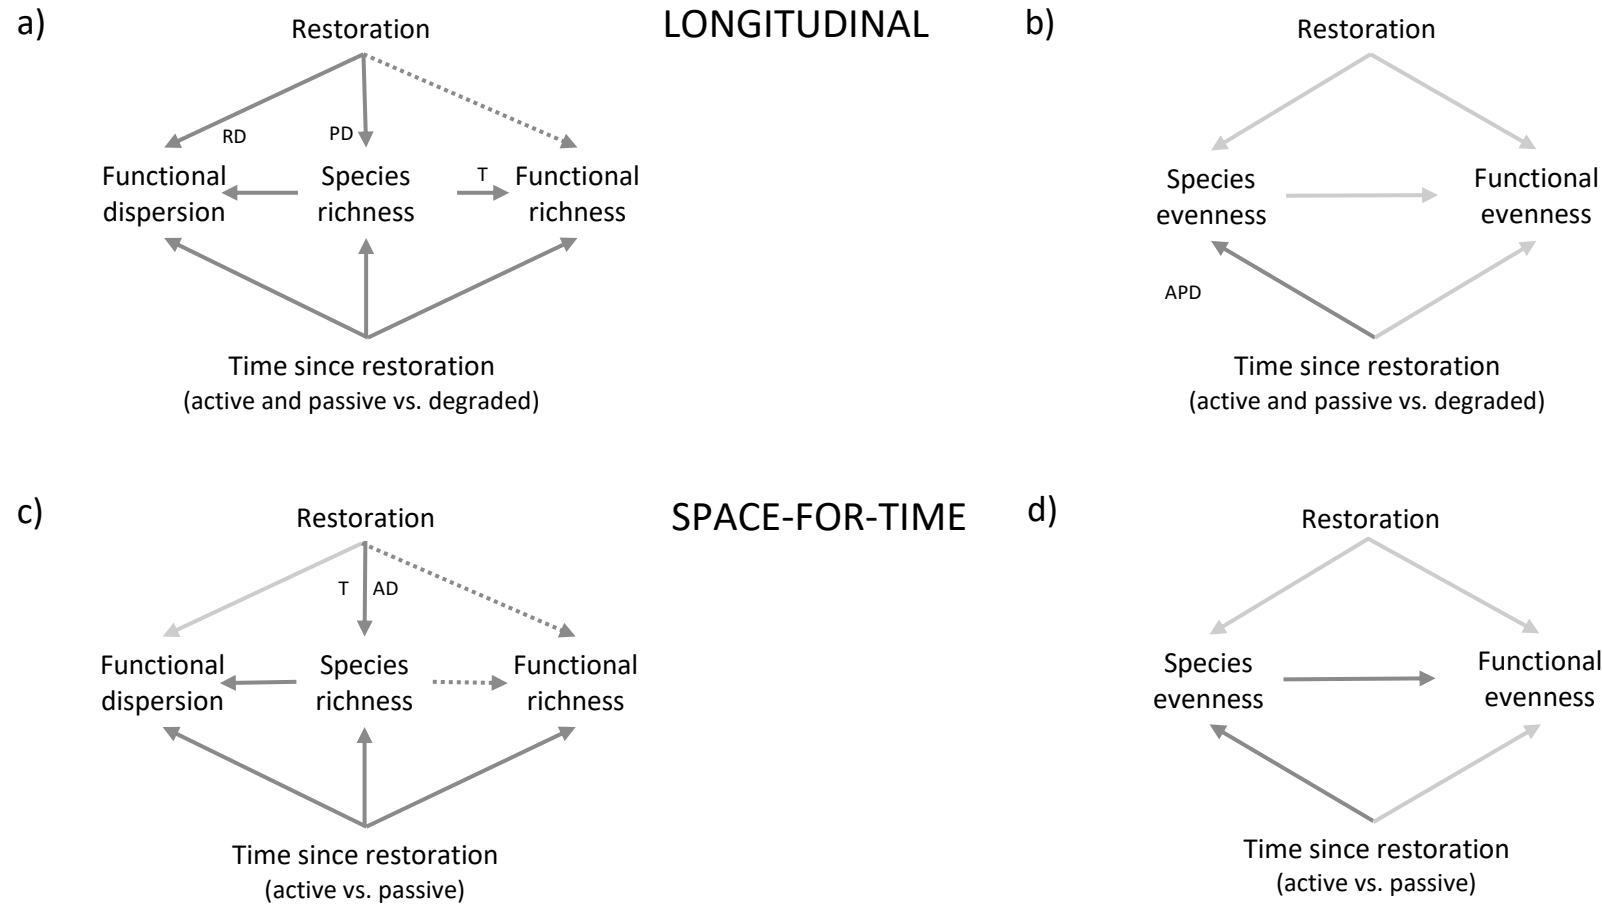 a)
Restoration
LONGITUDINAL
b)
Restoration
RD
PD
T
Functional
dispersion
Species
richness
Functional
richness
Species
evenness
Functional
evenness
APD
Time since restoration
(active and passive vs. degraded)
Time since restoration
(active and passive vs. degraded)
c)
Restoration
SPACE-FOR-TIME
d)
Restoration
T
AD
Functional
dispersion
Species
richness
Functional
richness
Species
evenness
Functional
evenness
Time since restoration
(active vs. passive)
Time since restoration
(active vs. passive)